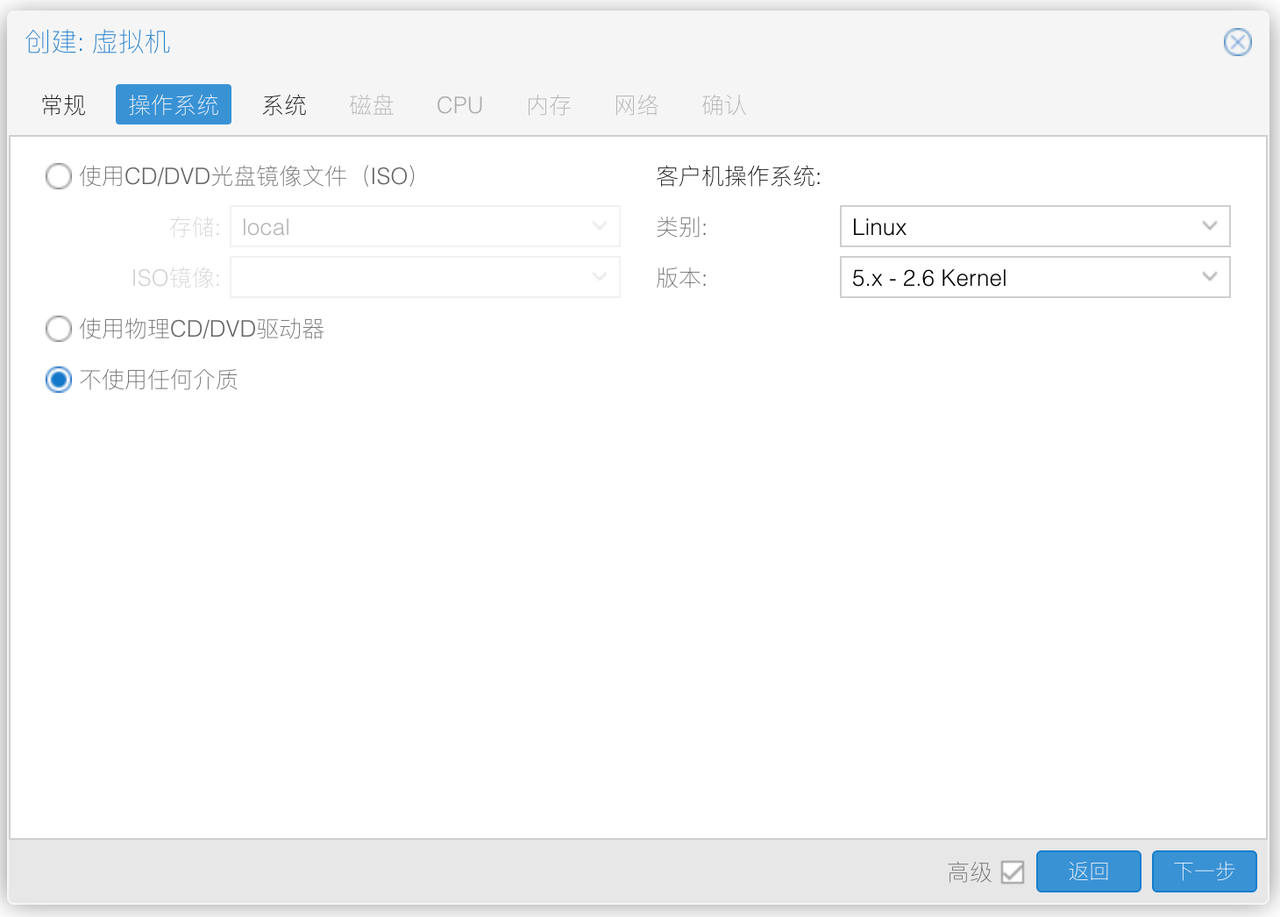 创建: 虚拟机
常规 操作系统 系统 磁盘 CPU 内存 网络 确认
使用CD/DVD光盘镜像文件（ISO） 客户机操作系统:
存储: local 类别: Linux
ISO镜像: 版本: 5.x - 2.6 Kernel
使用物理CD/DVD驱动器
不使用任何介质
高级 返回 下一步